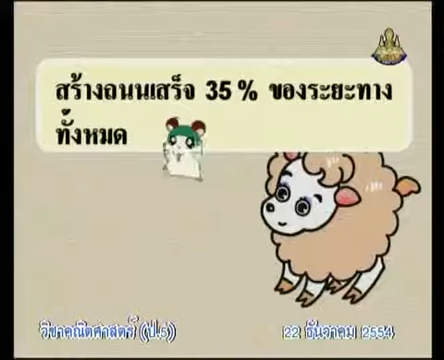 สร้างถนนเสร็จ 35 % ของระยะทาง
ทั้งหมด
วิชาคณิตศาสตร์ (ป.5)
22 ธันวาคม 2554